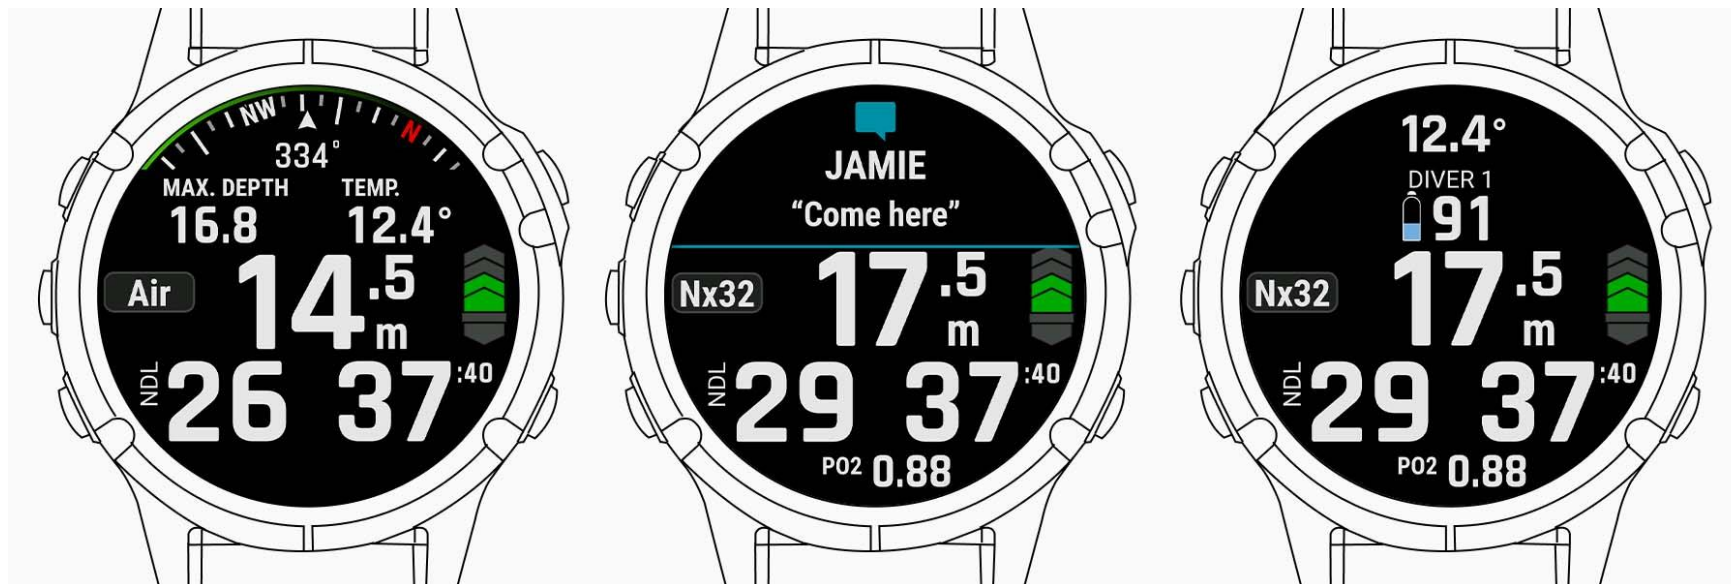 NW N
334°
MAX. DEPTH TEMP.
16.8 12.4°
Air 14.5 m
NDL 26 37:40
JAMIE
“Come here”
Nx32 17.5 m
NDL 29 37:40
PO2 0.88
12.4°
DIVER 1
91
Nx32 17.5 m
NDL 29 37:40
PO2 0.88